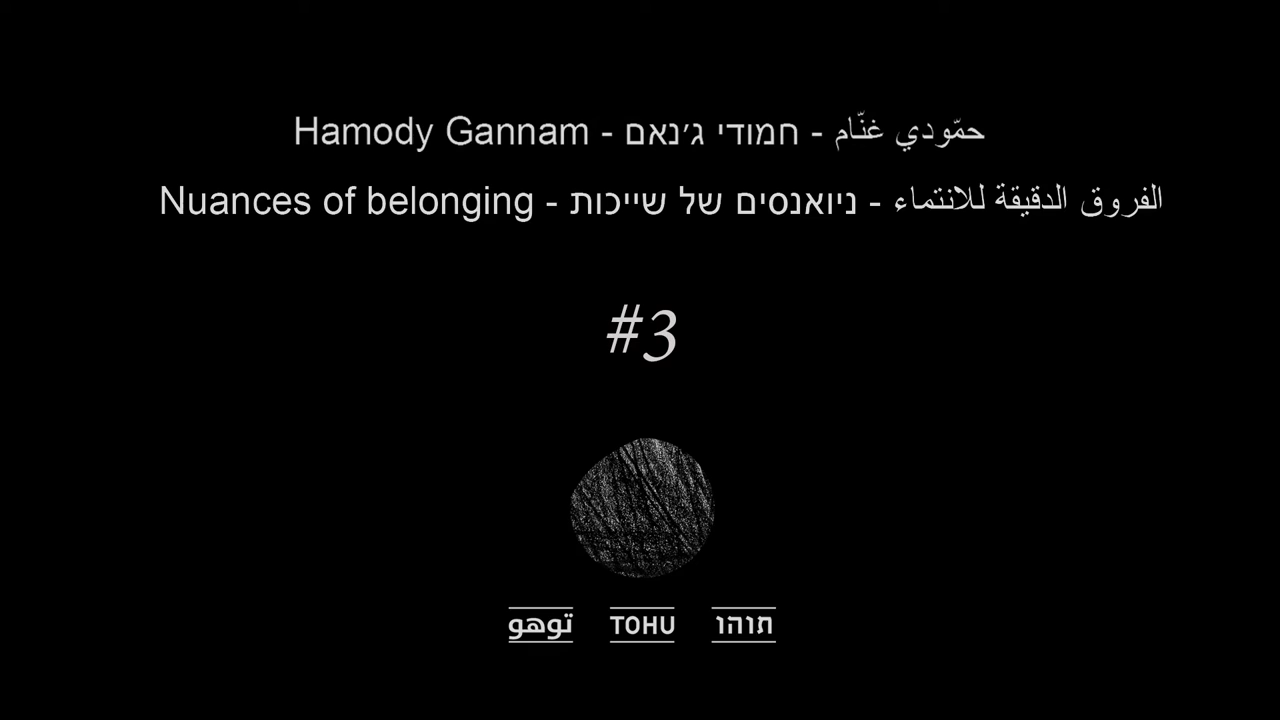 Hamody Gannam - חמודי ג׳נאם - حمّودي غنّام
Nuances of belonging - ניואנסים של שייכות - الفروق الدقيقة للانتماء
#3
توهو TOHU תוהו